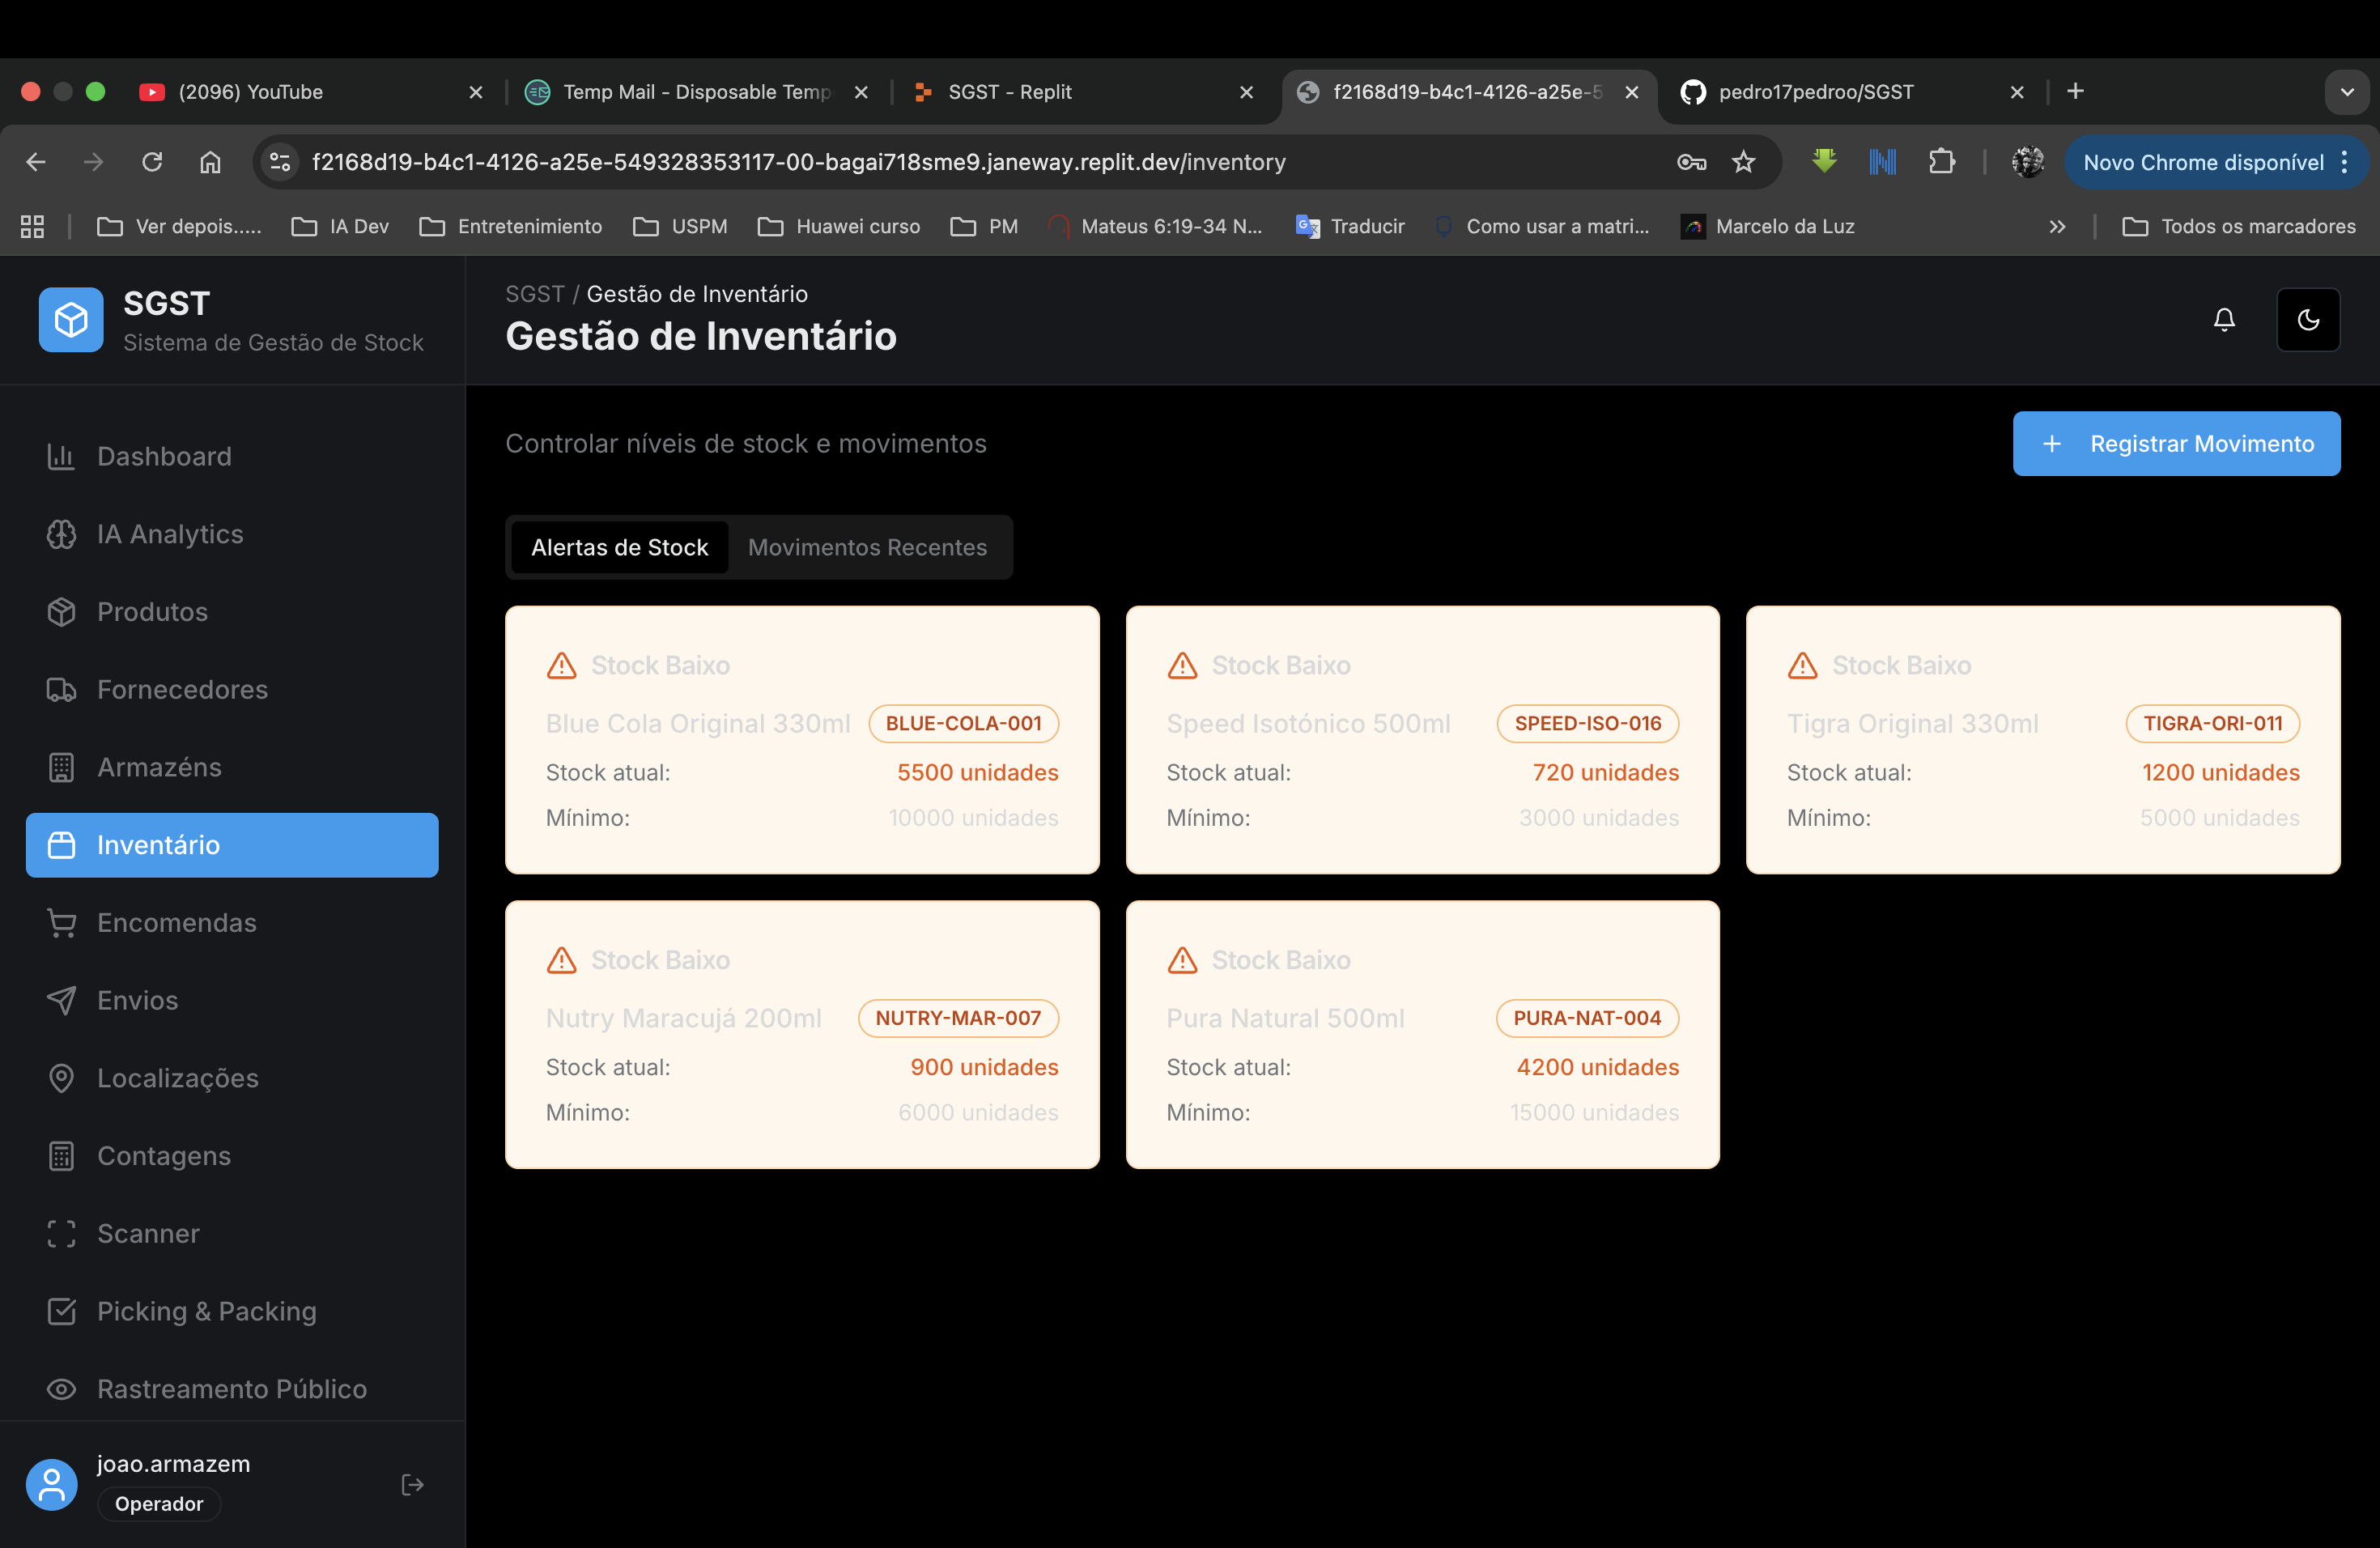 (2096) YouTube
Temp Mail - Disposable Temp
SGST - Replit
f2168d19-b4c1-4126-a25e-5
pedro17pedroo/SGST
f2168d19-b4c1-4126-a25e-549328353117-00-bagai718sme9.janeway.replit.dev/inventory
Novo Chrome disponível
Ver depois.....
IA Dev
Entretenimiento
USPM
Huawei curso
PM
Mateus 6:19-34 N...
Traducir
Como usar a matri...
Marcelo da Luz
Todos os marcadores
SGST
Sistema de Gestão de Stock
Dashboard
IA Analytics
Produtos
Fornecedores
Armazéns
Inventário
Encomendas
Envios
Localizações
Contagens
Scanner
Picking & Packing
Rastreamento Público
joao.armazem
Operador
SGST / Gestão de Inventário
Gestão de Inventário
Controlar níveis de stock e movimentos
Registrar Movimento
Alertas de Stock
Movimentos Recentes
Stock Baixo
Blue Cola Original 330ml BLUE-COLA-001
Stock atual: 5500 unidades
Mínimo: 10000 unidades
Stock Baixo
Speed Isotónico 500ml SPEED-ISO-016
Stock atual: 720 unidades
Mínimo: 3000 unidades
Stock Baixo
Tigra Original 330ml TIGRA-ORI-011
Stock atual: 1200 unidades
Mínimo: 5000 unidades
Stock Baixo
Nutry Maracujá 200ml NUTRY-MAR-007
Stock atual: 900 unidades
Mínimo: 6000 unidades
Stock Baixo
Pura Natural 500ml PURA-NAT-004
Stock atual: 4200 unidades
Mínimo: 15000 unidades